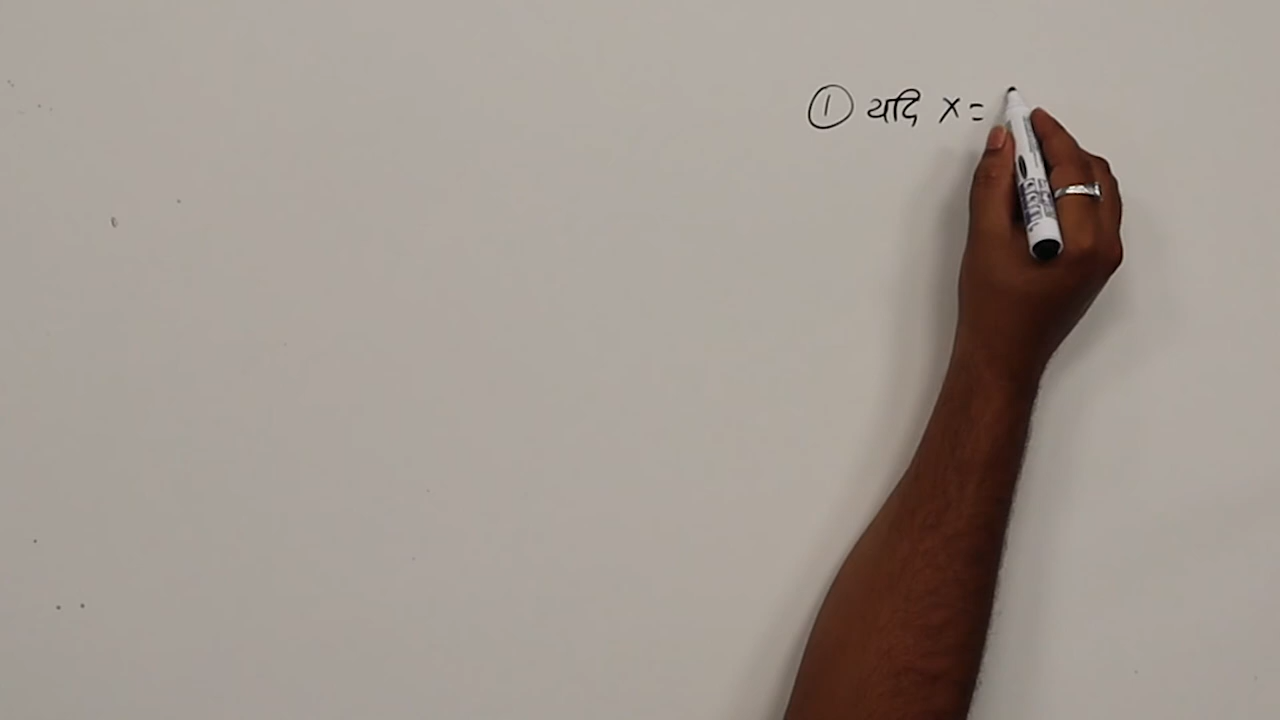 ① यदि x =